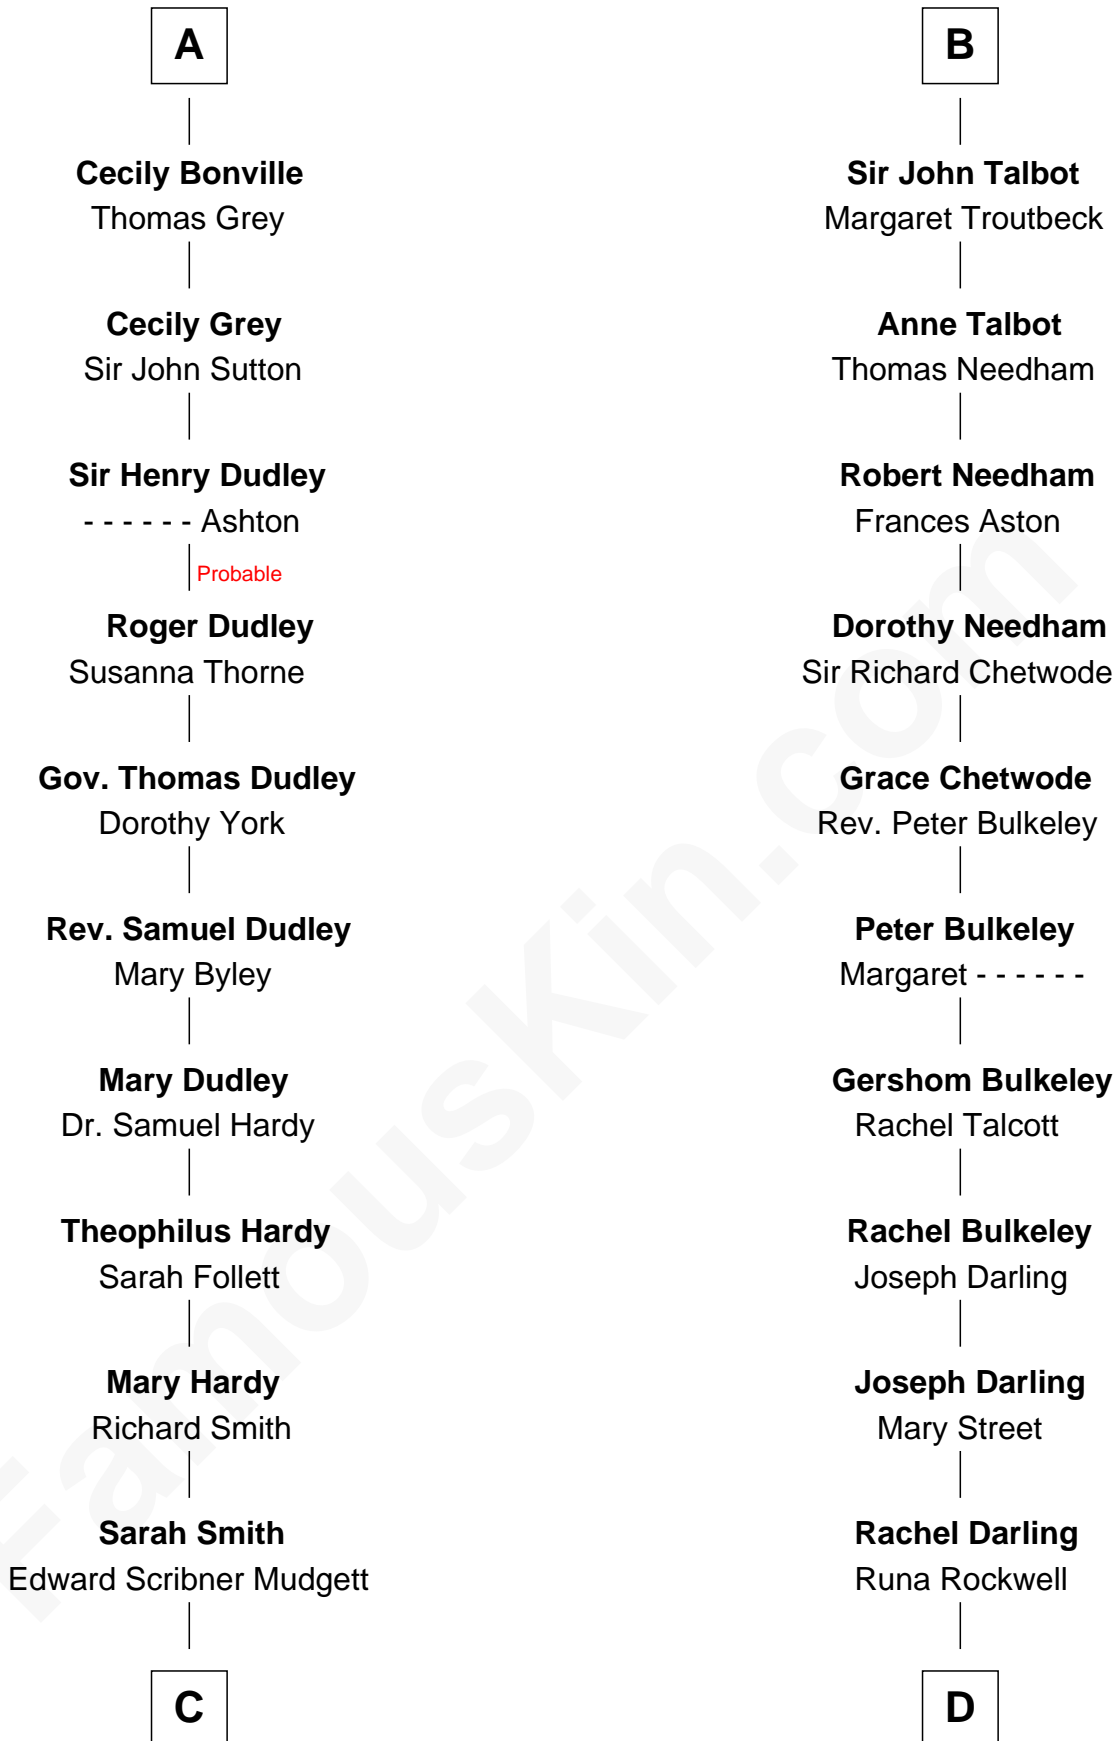 A
Cecily Bonville
Thomas Grey
Cecily Grey
Sir John Sutton
Sir Henry Dudley
- - - - - - Ashton
Probable
Roger Dudley
Susanna Thorne
Gov. Thomas Dudley
Dorothy York
Rev. Samuel Dudley
Mary Byley
Mary Dudley
Dr. Samuel Hardy
Theophilus Hardy
Sarah Follett
Mary Hardy
Richard Smith
Sarah Smith
Edward Scribner Mudgett
C
B
Sir John Talbot
Margaret Troutbeck
Anne Talbot
Thomas Needham
Robert Needham
Frances Aston
Dorothy Needham
Sir Richard Chetwode
Grace Chetwode
Rev. Peter Bulkeley
Peter Bulkeley
Margaret - - - - - -
Gershom Bulkeley
Rachel Talcott
Rachel Bulkeley
Joseph Darling
Joseph Darling
Mary Street
Rachel Darling
Runa Rockwell
D
FamousKin.com